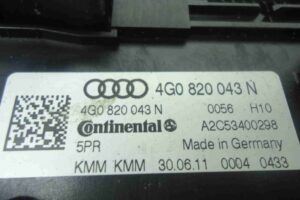 4G0 820 043 N
4G0 820 043 N 0056 H10
Continental A2C53400298
5PR Made in Germany
KMM KMM 30.06.11 0004 0433